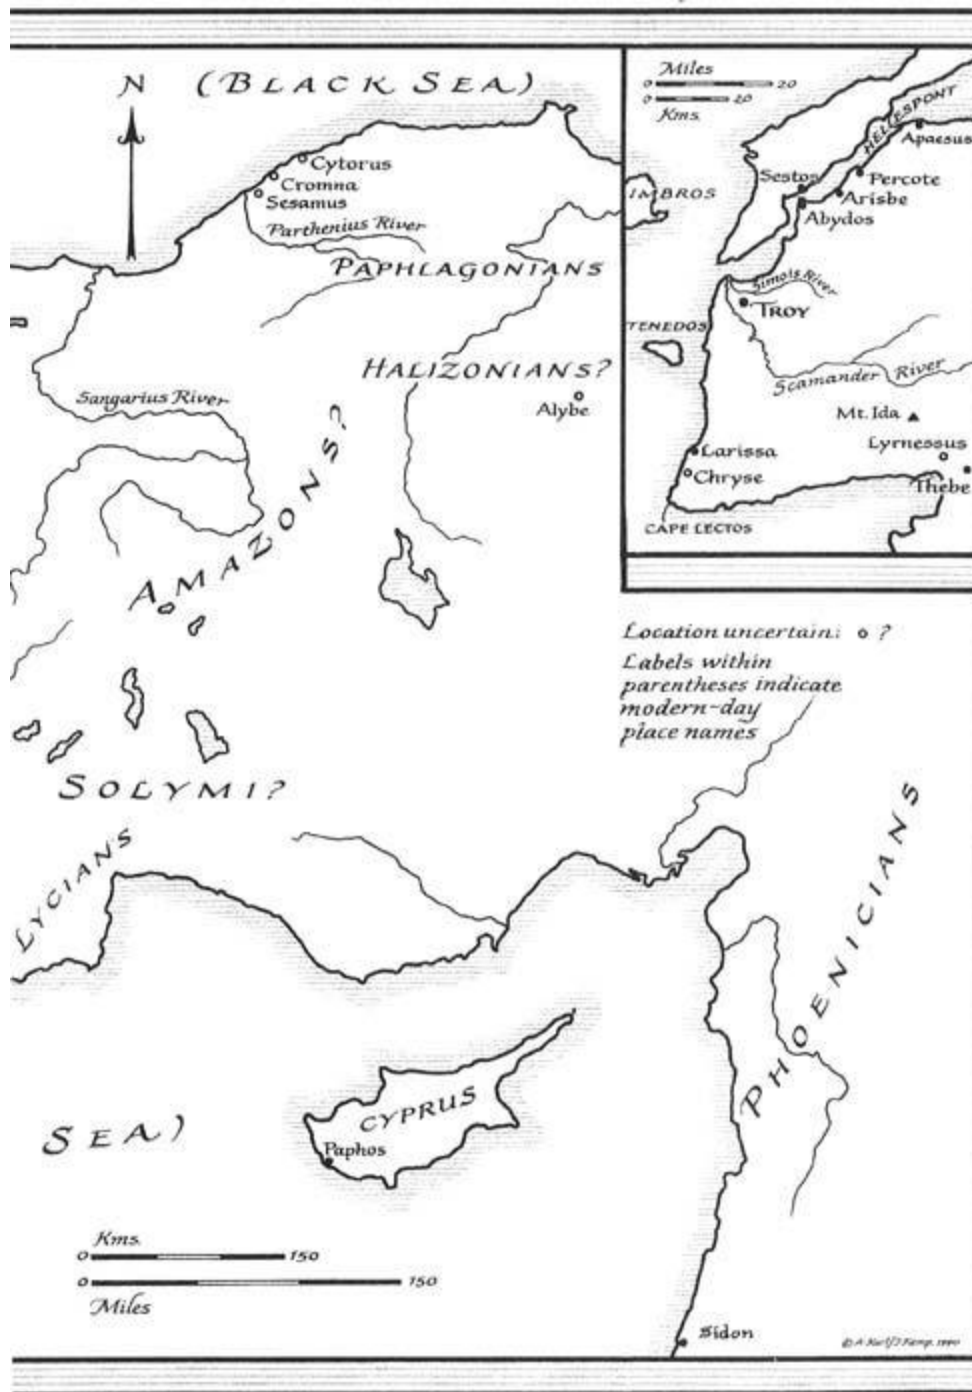 N
(BLACK SEA)
Cytorus
Cromna
Sesamus
Parthenius River
PAPHLAGONIANS
HALIZONIANS?
Alybe
Sangarius River
AMAZONS?
SOLYMI?
LYCIANS
PHOENICIANS
CYPRUS
Paphos
SEA)
Kms.
0 150
0 150
Miles
Sidon
Miles
0 20
0 20
Kms.
HELLESPONT
Apaesus
Sestos
Percote
Arisbe
Abydos
IMBROS
Simois River
TROY
TENEDOS
Scamander River
Mt. Ida
Lyrnessus
Larissa
Chryse
Thebe
CAPE LECTOS
Location uncertain: ?
Labels within
parentheses indicate
modern-day
place names